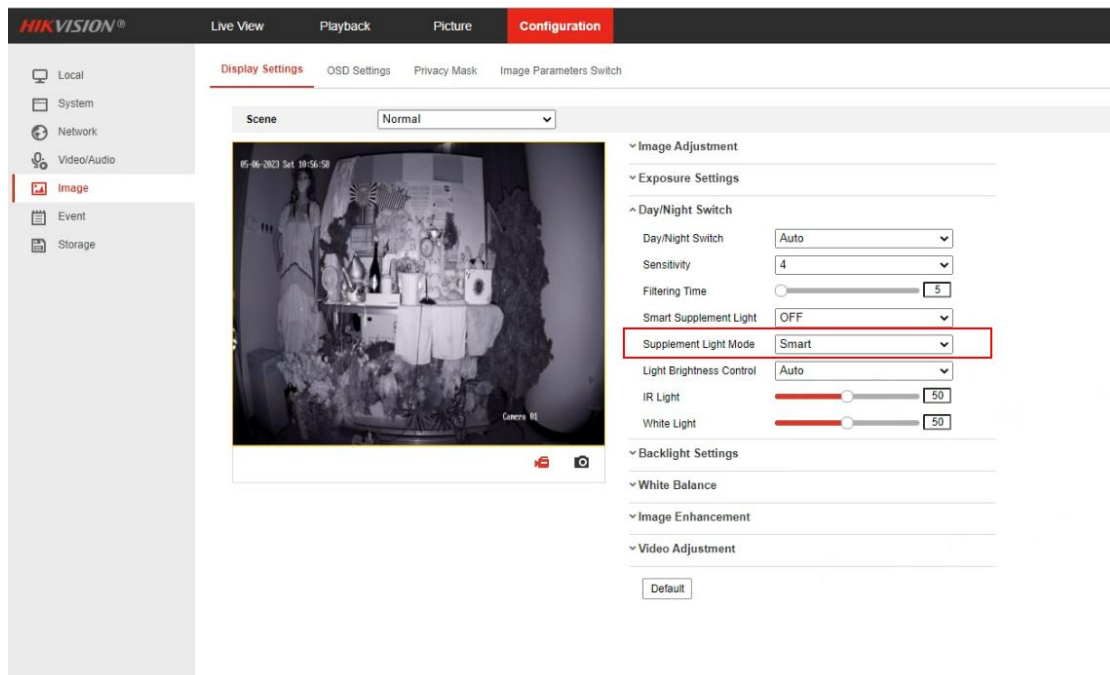 HIKVISION®
Live View Playback Picture Configuration
Local
System
Network
Video/Audio
Image
Event
Storage
Display Settings OSD Settings Privacy Mask Image Parameters Switch
Scene Normal
05-06-2023 Sat 10:56:58
Camera 01
Image Adjustment
Exposure Settings
Day/Night Switch
Day/Night Switch Auto
Sensitivity 4
Filtering Time 5
Smart Supplement Light OFF
Supplement Light Mode Smart
Light Brightness Control Auto
IR Light 50
White Light 50
Backlight Settings
White Balance
Image Enhancement
Video Adjustment
Default